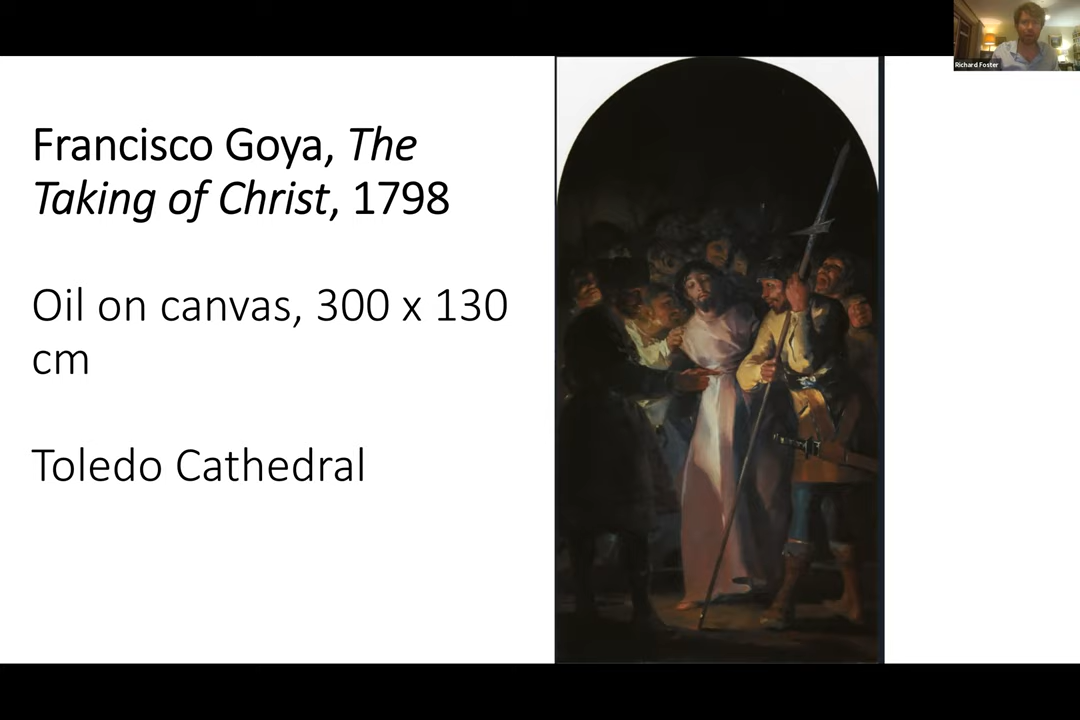 Francisco Goya, The
Taking of Christ, 1798
Oil on canvas, 300 x 130
cm
Toledo Cathedral
Richard Foster